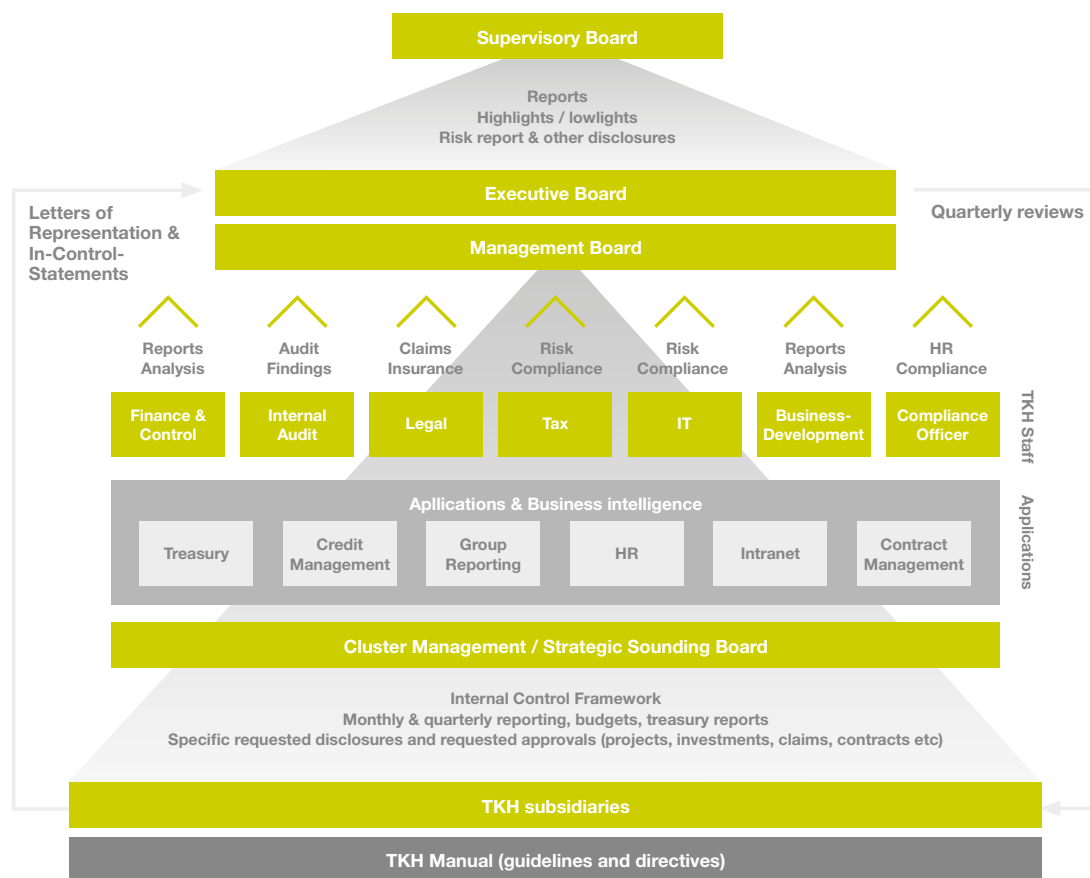 Supervisory Board
Reports
Highlights / lowlights
Risk report & other disclosures
Executive Board
Letters of
Representation &
In-Control-
Statements
Quarterly reviews
Management Board
Reports
Analysis
Audit
Findings
Claims
Insurance
Risk
Compliance
Risk
Compliance
Reports
Analysis
HR
Compliance
Finance &
Control
Internal
Audit
Legal
Tax
IT
Business-
Development
Compliance
Officer
TKH Staff
Apllications & Business intelligence
Treasury
Credit
Management
Group
Reporting
HR
Intranet
Contract
Management
Applications
Cluster Management / Strategic Sounding Board
Internal Control Framework
Monthly & quarterly reporting, budgets, treasury reports
Specific requested disclosures and requested approvals (projects, investments, claims, contracts etc)
TKH subsidiaries
TKH Manual (guidelines and directives)